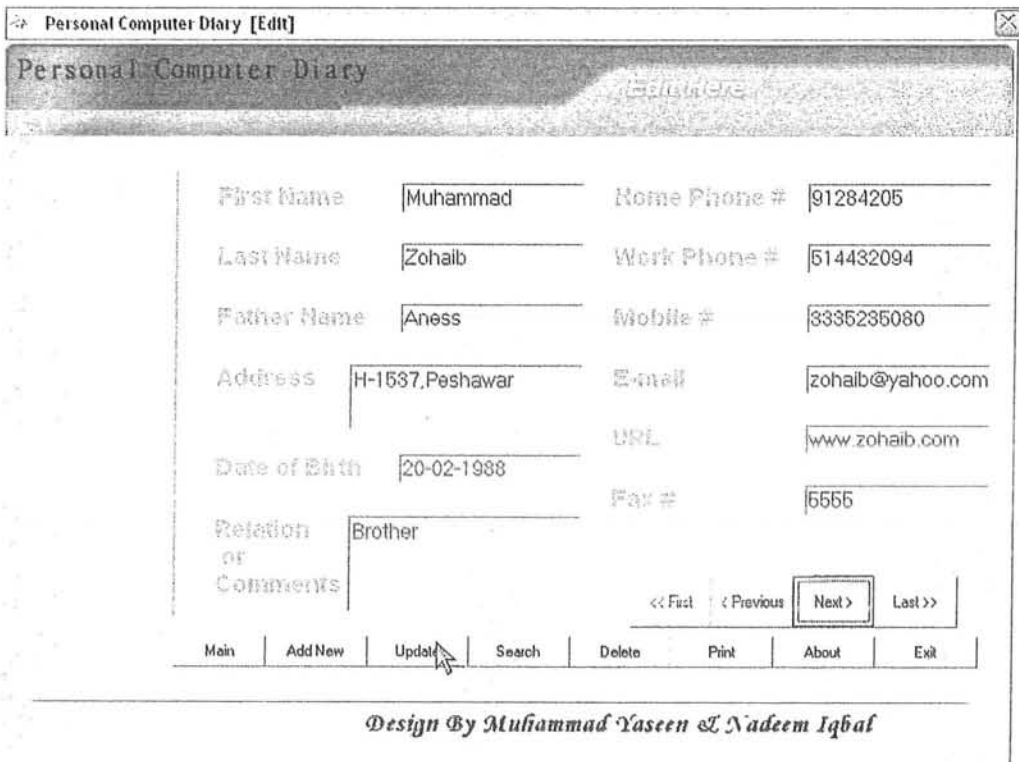 Personal Computer Diary [Edit]
Personal Computer Diary
Edit Here
First Name Muhammad Home Phone # 91284205
Last Name Zohaib Work Phone # 514432094
Father Name Aness Mobile # 3335235080
Address H-1537,Peshawar E-mail zohaib@yahoo.com
URL www.zohaib.com
Date of Birth 20-02-1988
Fax # 5555
Relation or Comments Brother
<< First < Previous Next > Last >>
Main Add New Update Search Delete Print About Exit
Design By Muhammad Yaseen & Nadeem Iqbal